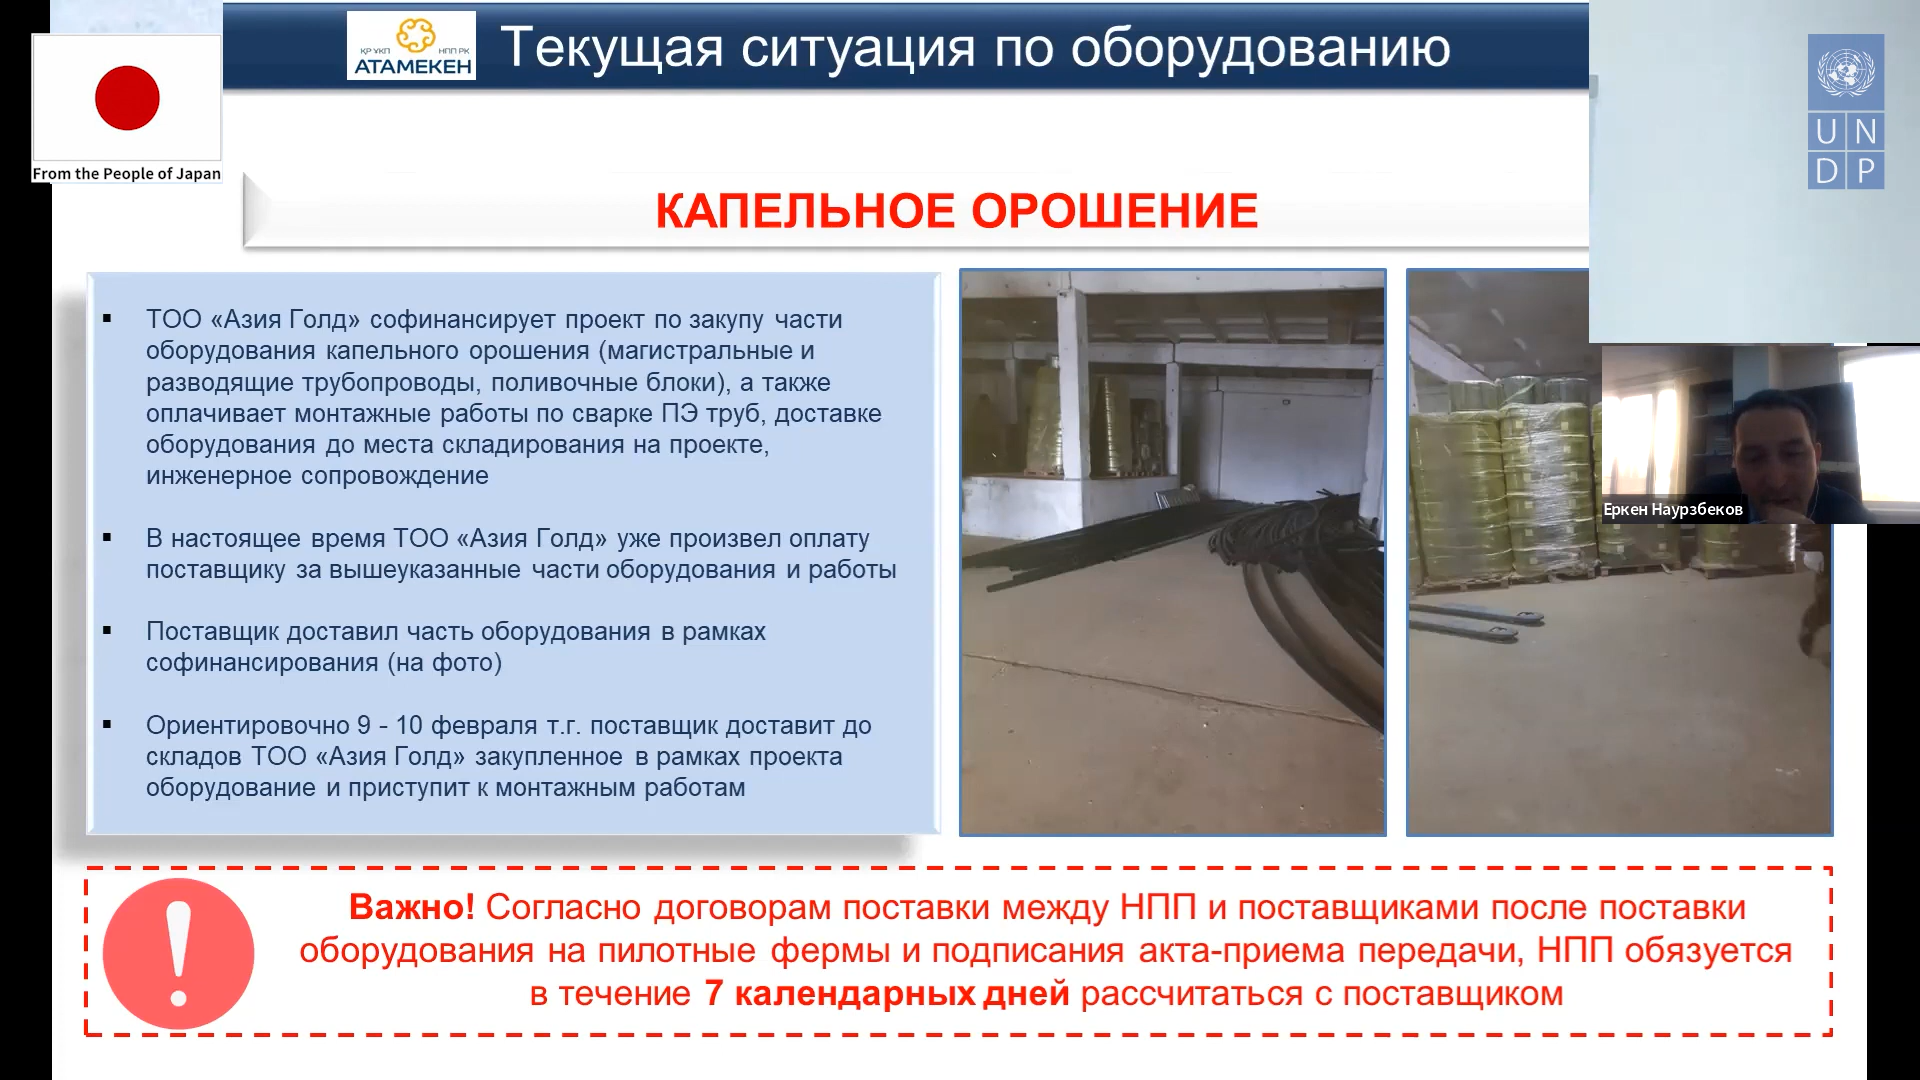 ҚР ҰКП НПП РК
АТАМЕКЕН
Текущая ситуация по оборудованию
From the People of Japan
U N
D P
КАПЕЛЬНОЕ ОРОШЕНИЕ
▪ ТОО «Азия Голд» софинансирует проект по закупу части
оборудования капельного орошения (магистральные и
разводящие трубопроводы, поливочные блоки), а также
оплачивает монтажные работы по сварке ПЭ труб, доставке
оборудования до места складирования на проекте,
инженерное сопровождение
▪ В настоящее время ТОО «Азия Голд» уже произвел оплату
поставщику за вышеуказанные части оборудования и работы
▪ Поставщик доставил часть оборудования в рамках
софинансирования (на фото)
▪ Ориентировочно 9 - 10 февраля т.г. поставщик доставит до
складов ТОО «Азия Голд» закупленное в рамках проекта
оборудование и приступит к монтажным работам
Еркен Наурзбеков
Важно! Согласно договорам поставки между НПП и поставщиками после поставки
оборудования на пилотные фермы и подписания акта-приема передачи, НПП обязуется
в течение 7 календарных дней рассчитаться с поставщиком